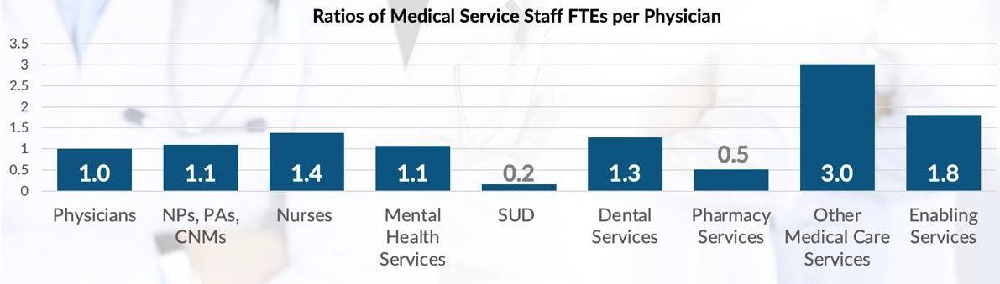 Ratios of Medical Service Staff FTEs per Physician
3.5
3
2.5
2
1.5
1
0.5
0
1.0
1.1
1.4
1.1
0.2
1.3
0.5
3.0
1.8
Physicians
NPs, PAs,
CNMs
Nurses
Mental
Health
Services
SUD
Dental
Services
Pharmacy
Services
Other
Medical Care
Services
Enabling
Services